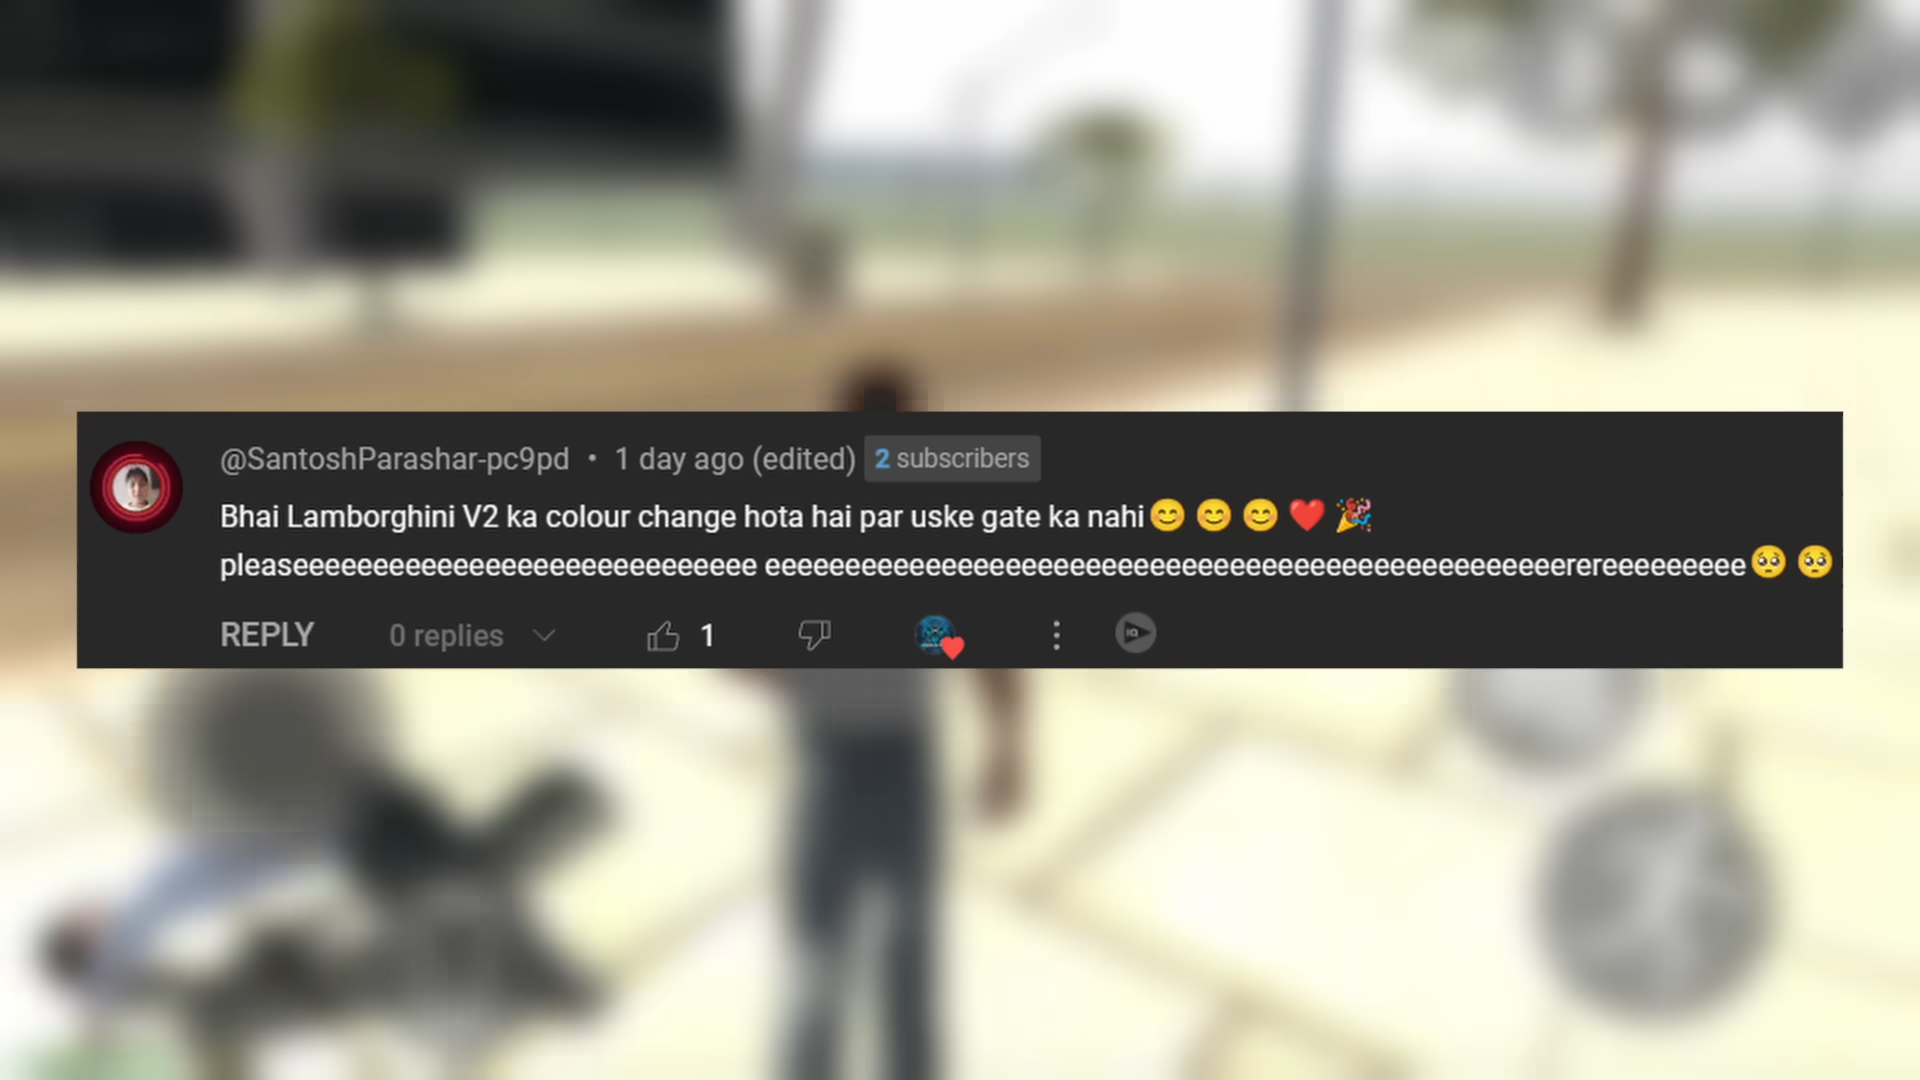 @SantoshParashar-pc9pd • 1 day ago (edited) 2 subscribers
Bhai Lamborghini V2 ka colour change hota hai par uske gate ka nahi😊😊😊❤️🎉
pleaseeeeeeeeeeeeeeeeeeeeeeeeeeeee eeeeeeeeeeeeeeeeeeeeeeeeeeeeeeeeeeeeeeeeeeeeeeeeeerereeeeeeeee🥺🥺
REPLY 0 replies 1